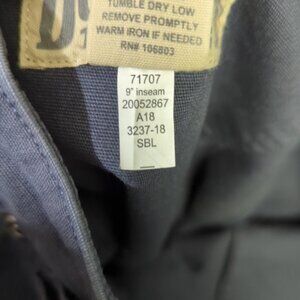 TUMBLE DRY LOW
REMOVE PROMPTLY
WARM IRON IF NEEDED
RN# 106803
71707
9" inseam
20052867
A18
3237-18
SBL